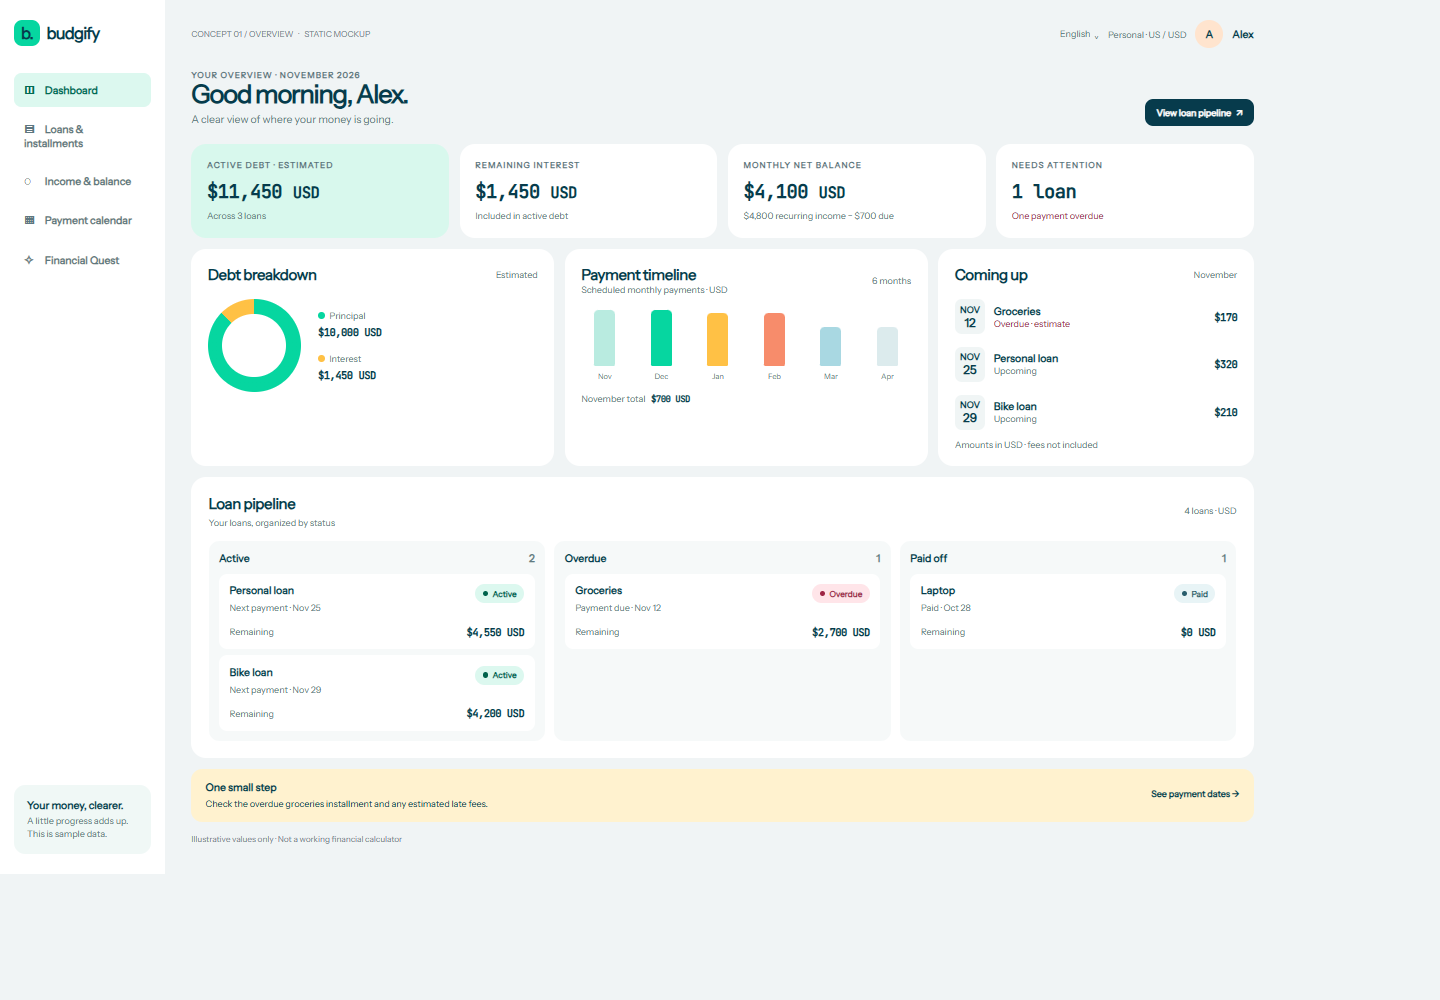 b. budgify
Dashboard
Loans &
installments
Income & balance
Payment calendar
Financial Quest
Your money, clearer.
A little progress adds up.
This is sample data.
CONCEPT 01 / OVERVIEW · STATIC MOCKUP
English
Personal · US / USD
A
Alex
YOUR OVERVIEW · NOVEMBER 2026
Good morning, Alex.
A clear view of where your money is going.
View loan pipeline ↗
ACTIVE DEBT · ESTIMATED
$11,450 USD
Across 3 loans
REMAINING INTEREST
$1,450 USD
Included in active debt
MONTHLY NET BALANCE
$4,100 USD
$4,800 recurring income − $700 due
NEEDS ATTENTION
1 loan
One payment overdue
Debt breakdown
Estimated
Principal
$10,000 USD
Interest
$1,450 USD
Payment timeline
Scheduled monthly payments · USD
6 months
Nov
Dec
Jan
Feb
Mar
Apr
November total $700 USD
Coming up
November
NOV
12
Groceries
Overdue · estimate
$170
NOV
25
Personal loan
Upcoming
$320
NOV
29
Bike loan
Upcoming
$210
Amounts in USD · fees not included
Loan pipeline
Your loans, organized by status
4 loans · USD
Active 2
Personal loan
Active
Next payment · Nov 25
Remaining $4,550 USD
Bike loan
Active
Next payment · Nov 29
Remaining $4,200 USD
Overdue 1
Groceries
Overdue
Payment due · Nov 12
Remaining $2,700 USD
Paid off 1
Laptop
Paid
Paid · Oct 28
Remaining $0 USD
One small step
Check the overdue groceries installment and any estimated late fees.
See payment dates →
Illustrative values only · Not a working financial calculator